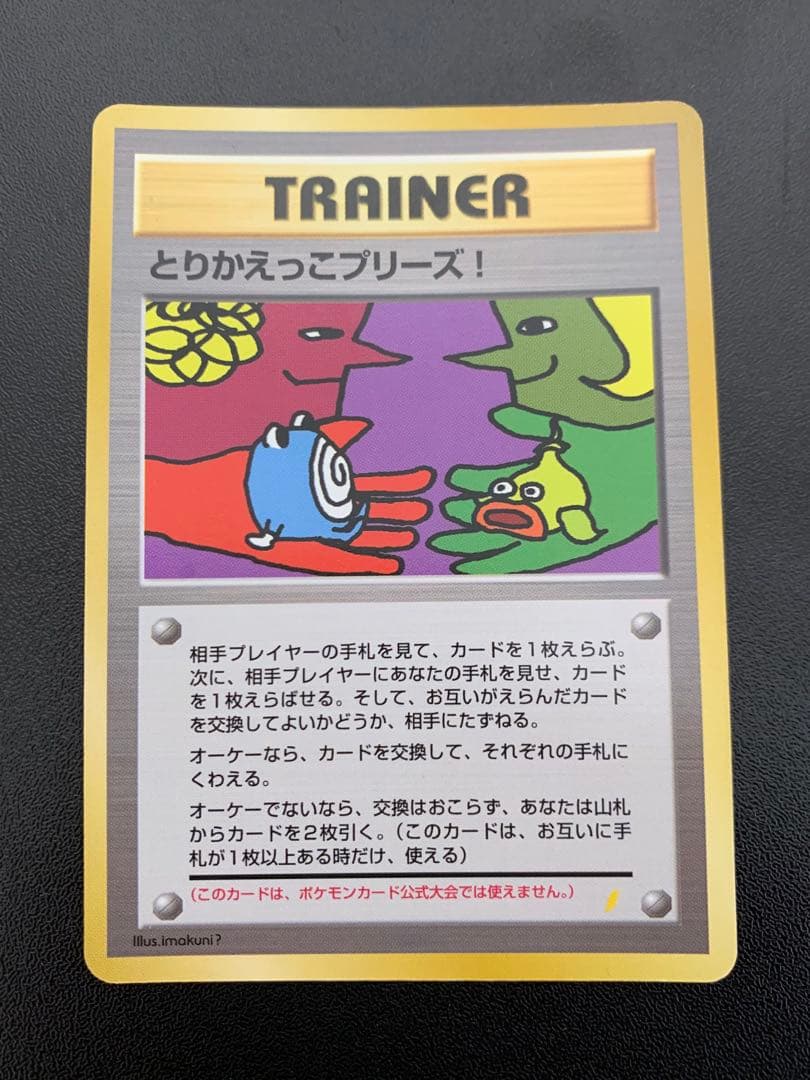 TRAINER
とりかえっこプリーズ！
相手プレイヤーの手札を見て、カードを1枚えらぶ。
次に、相手プレイヤーにあなたの手札を見せ、カード
を1枚えらばせる。そして、お互いがえらんだカード
を交換してよいかどうか、相手にたずねる。
オーケーなら、カードを交換して、それぞれの手札に
くわえる。
オーケーでないなら、交換はおこらず、あなたは山札
からカードを2枚引く。（このカードは、お互いに手
札が1枚以上ある時だけ、使える）
（このカードは、ポケモンカード公式大会では使えません。）
Illus.imakuni?